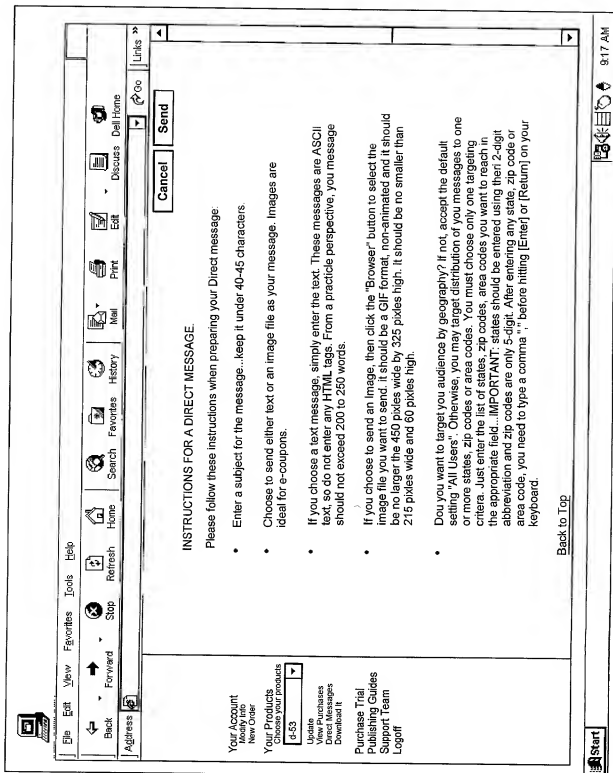 File Edit View Favorites Tools Help
Back Forward Stop Refresh Home Search Favorites History Mail Print Edit Discuss Dell Home
Address Go Links »
Your Account
Modify Info
New Order
Your Products
Choose your products
d-53
Update
View Purchases
Direct Messages
Download It
Purchase Trial
Publishing Guides
Support Team
Logoff
Cancel Send
INSTRUCTIONS FOR A DIRECT MESSAGE.
Please follow these instructions when preparing your Direct message:
• Enter a subject for the message...keep it under 40-45 characters.
• Choose to send either text or an image file as your message. Images are
ideal for e-coupons.
• If you choose a text message, simply enter the text. These messages are ASCII
text, so do not enter any HTML tags. From a practicle perspective, you message
should not exceed 200 to 250 words.
• If you choose to send an Image, then click the "Browser" button to select the
image file you want to send. it should be a GIF format, non-animated and it should
be no larger the 450 pixles wide by 325 pixles high. It should be no smaller than
215 pixles wide and 60 pixles high.
• Dou you want to target you audience by geography? If not, accept the default
setting "All Users". Otherwise, you may target distribution of you messages to one
or more states, zip codes or area codes. You must choose only one targeting
critera. Just enter the list of states, zip codes, area codes you want to reach in
the appropriate field...IMPORTANT: states should be entered using theri 2-digit
abbreviation and zip codes are only 5-digit. After entering any state, zip code or
area code, you need to type a comma "," before hitting [Enter] or [Return] on your
keyboard.
Back to Top
Start 9:17 AM